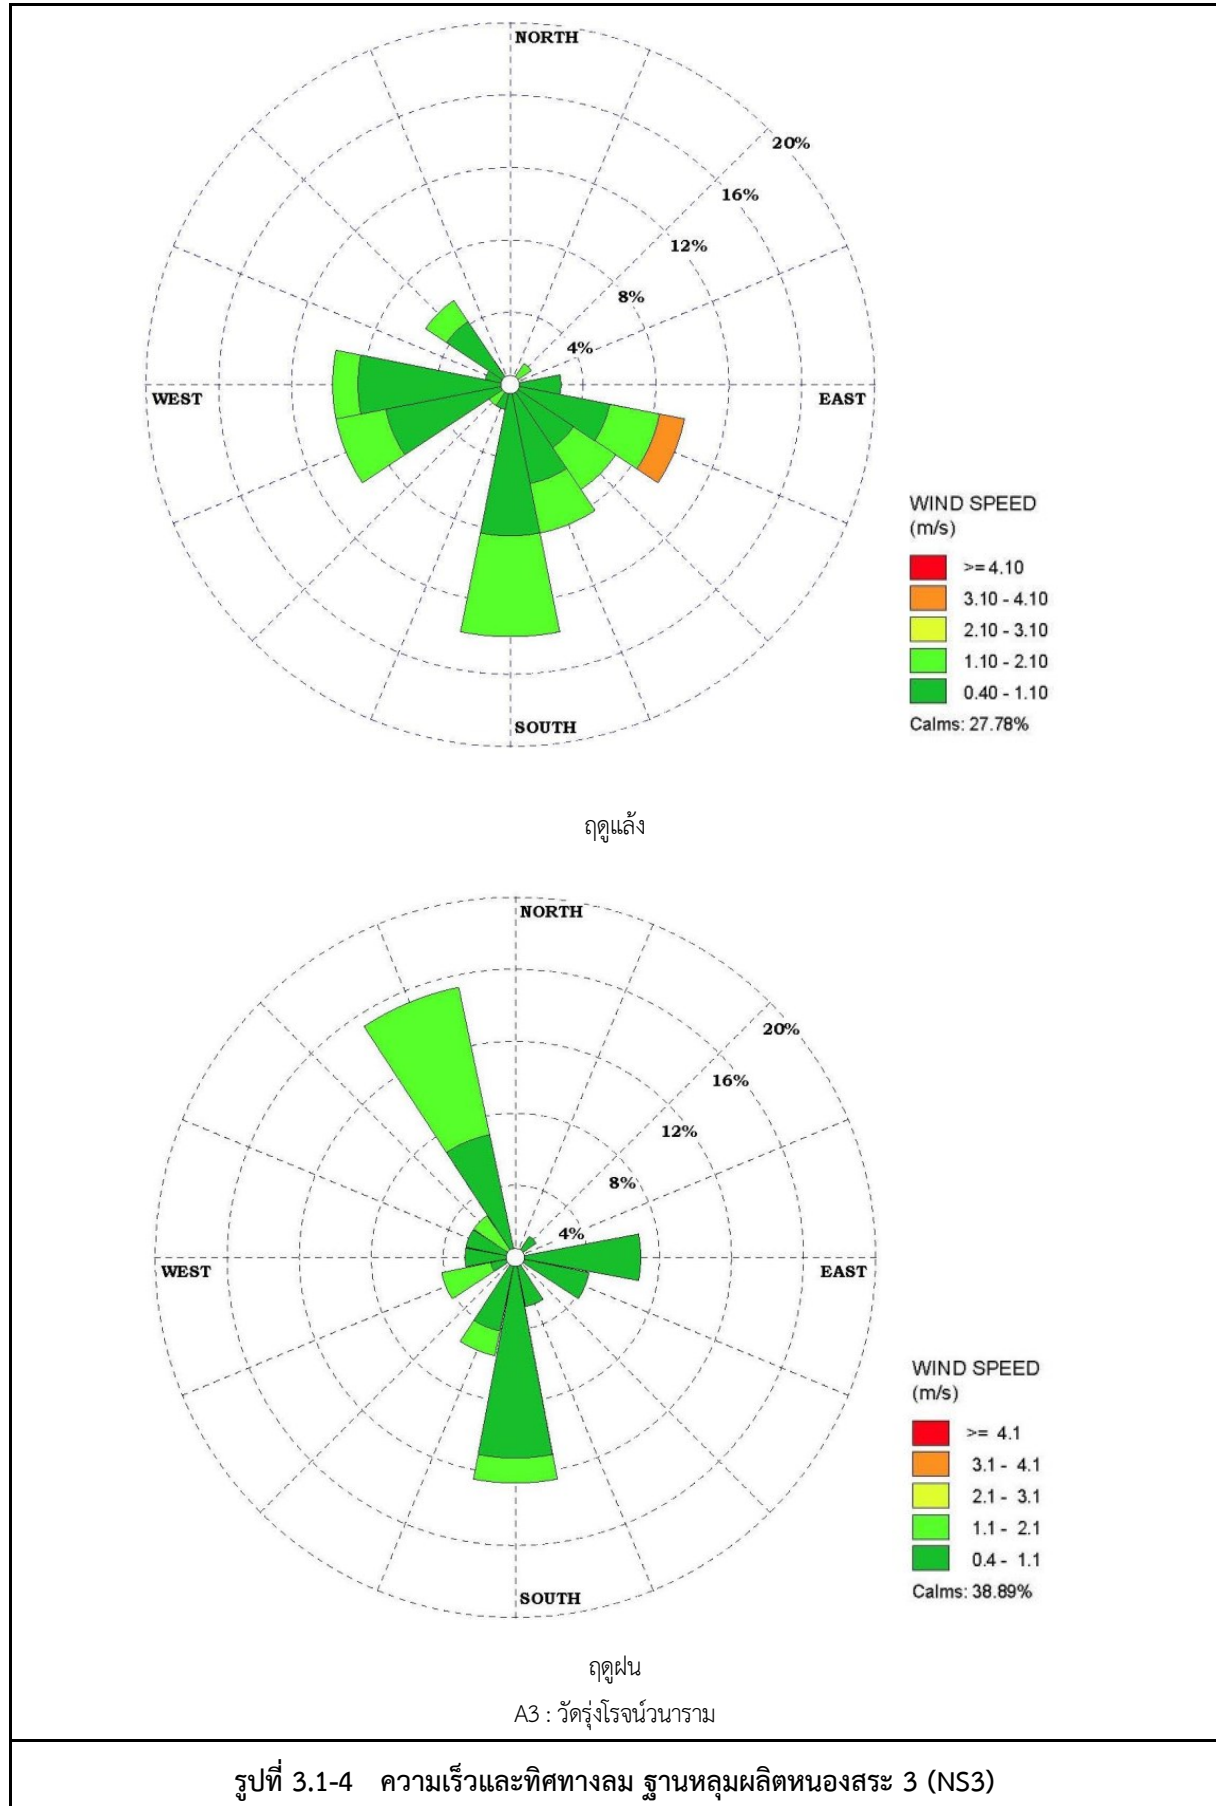 NORTH
20%
16%
12%
8%
4%
WEST
EAST
SOUTH
WIND SPEED
(m/s)
>= 4.10
3.10 - 4.10
2.10 - 3.10
1.10 - 2.10
0.40 - 1.10
Calms: 27.78%
ฤดูแล้ง
NORTH
20%
16%
12%
8%
4%
WEST
EAST
SOUTH
WIND SPEED
(m/s)
>= 4.1
3.1 - 4.1
2.1 - 3.1
1.1 - 2.1
0.4 - 1.1
Calms: 38.89%
ฤดูฝน
A3 : วัดรุ่งโรจน์วนาราม
รูปที่ 3.1-4 ความเร็วและทิศทางลม ฐานหลุมผลิตหนองสระ 3 (NS3)